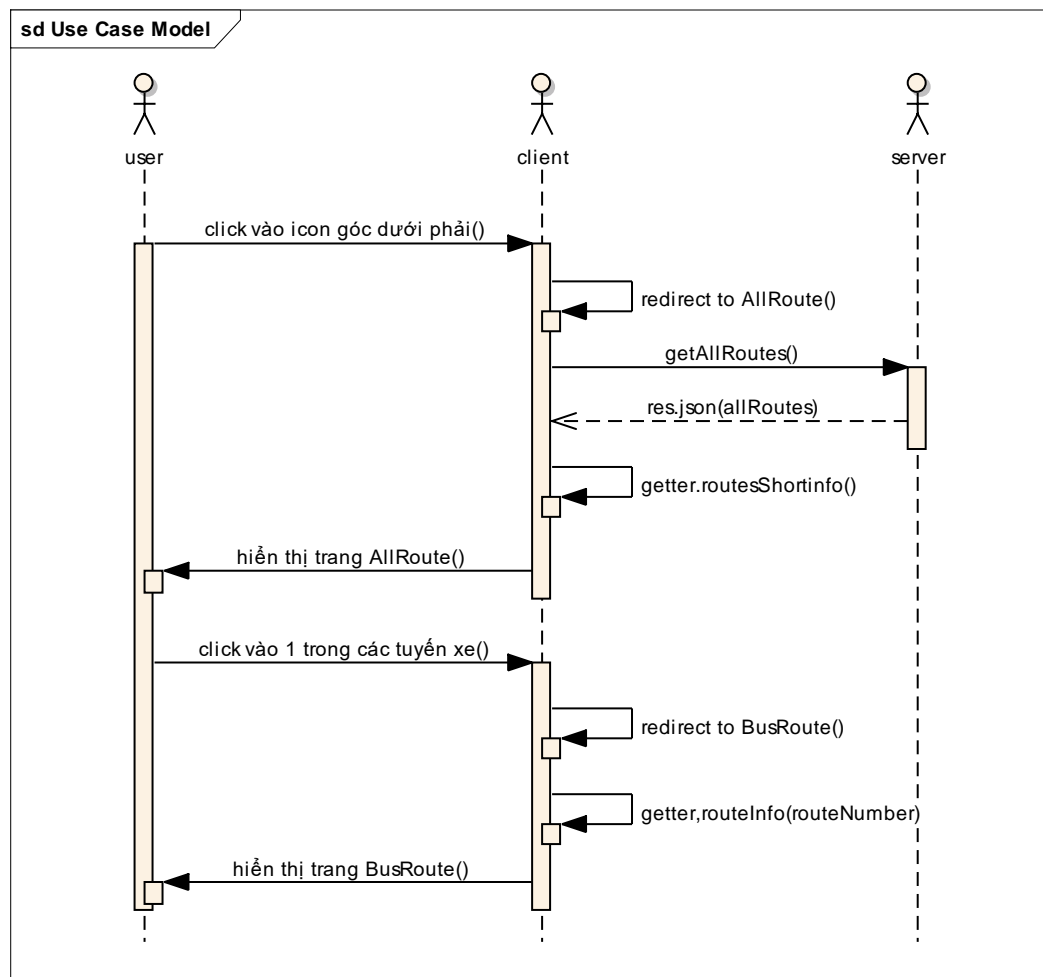 sd Use Case Model
user
client
server
click vào icon góc dưới phải()
redirect to AllRoute()
getAllRoutes()
res.json(allRoutes)
getter.routesShortinfo()
hiển thị trang AllRoute()
click vào 1 trong các tuyến xe()
redirect to BusRoute()
getter,routeInfo(routeNumber)
hiển thị trang BusRoute()